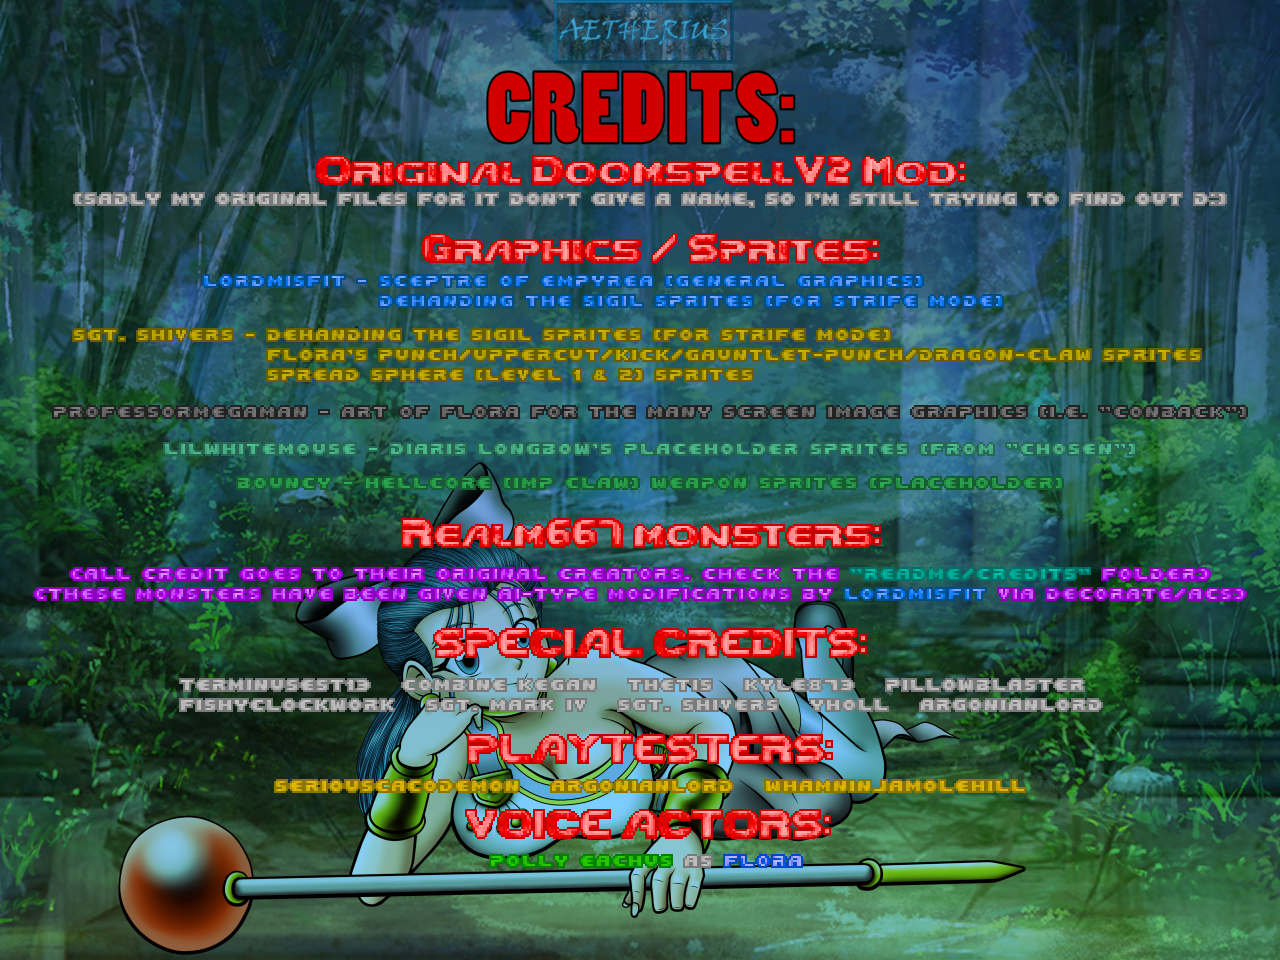 AETHERIUS
CREDITS:
ORIGINAL DOOMSPELLV2 MOD:
(SADLY MY ORIGINAL FILES FOR IT DON'T GIVE A NAME, SO I'M STILL TRYING TO FIND OUT D:)
GRAPHICS / SPRITES:
LORDMISFIT - SCEPTRE OF EMPYREA (GENERAL GRAPHICS)
DEHANDING THE SIGIL SPRITES (FOR STRIFE MODE)
SGT. SHIVERS - DEHANDING THE SIGIL SPRITES (FOR STRIFE MODE)
FLORA'S PUNCH/UPPERCUT/KICK/GAUNTLET-PUNCH/DRAGON-CLAW SPRITES
SPREAD SPHERE (LEVEL 1 & 2) SPRITES
PROFESSORMEGAMAN - ART OF FLORA FOR THE MANY SCREEN IMAGE GRAPHICS (I.E. "CONBACK")
LILWHITEMOUSE - DIARIS LONGBOW'S PLACEHOLDER SPRITES (FROM "CHOSEN")
BOUNCY - HELLCORE (IMP CLAW) WEAPON SPRITES (PLACEHOLDER)
REALM667 MONSTERS:
(ALL CREDIT GOES TO THEIR ORIGINAL CREATORS. CHECK THE "README/CREDITS" FOLDER)
(THESE MONSTERS HAVE BEEN GIVEN AI-TYPE MODIFICATIONS BY LORDMISFIT VIA DECORATE/ACS)
SPECIAL CREDITS:
TERMINUSEST13 COMBINE KEGAN THETIS KYLE873 PILLOWBLASTER
FISHYCLOCKWORK SGT. MARK IV SGT. SHIVERS YHOLL ARGONIANLORD
PLAYTESTERS:
SERIOUSCACODEMON ARGONIANLORD WHAMNINJAMOLEHILL
VOICE ACTORS:
POLLY EACHUS AS FLORA